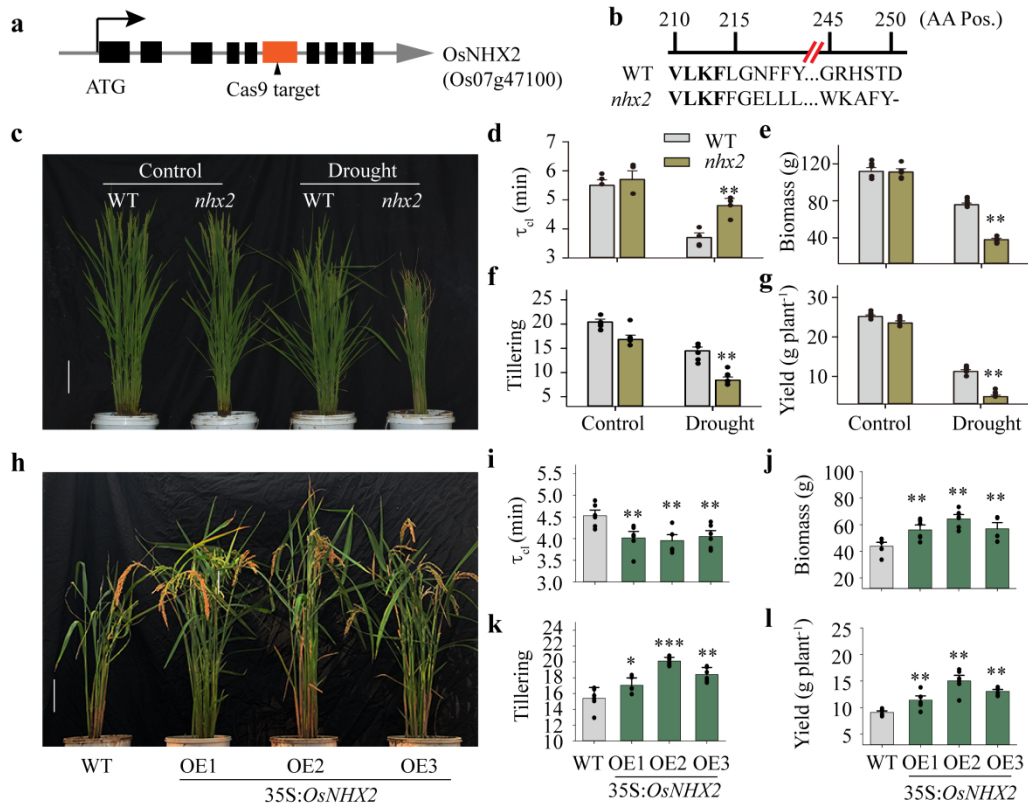 a
ATG
Cas9 target
OsNHX2
(Os07g47100)
b
210 215 245 250 (AA Pos.)
WT VLKFLGNFFY...GRHSTD
nhx2 VLKFFGELLL...WKAFY-
c
Control Drought
WT nhx2 WT nhx2
d
WT
nhx2
τcl (min)
6
5
4
3
**
e
Biomass (g)
120
80
40
**
f
Tillering
20
15
10
5
0
**
Control Drought
g
Yield (g plant-1)
30
20
10
**
Control Drought
h
WT OE1 OE2 OE3
35S:OsNHX2
i
τcl (min)
5.0
4.5
4.0
3.5
3.0
** ** **
j
Biomass (g)
100
80
60
40
** ** **
k
Tillering
24
22
20
18
16
14
12
10
* *** **
WT OE1 OE2 OE3
35S:OsNHX2
l
Yield (g plant-1)
25
20
15
10
5
** ** **
WT OE1 OE2 OE3
35S:OsNHX2